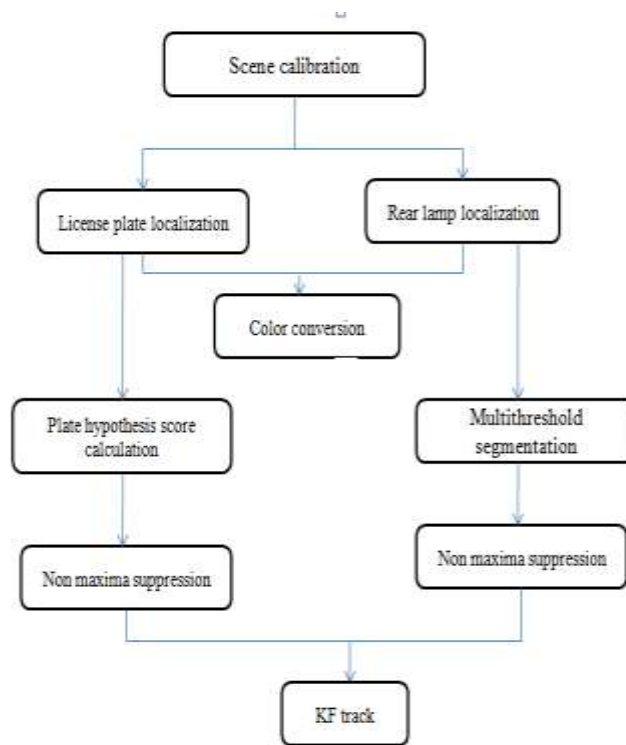 Scene calibration
License plate localization
Rear lamp localization
Color conversion
Plate hypothesis score
calculation
Multithreshold
segmentation
Non maxima suppression
Non maxima suppression
KF track